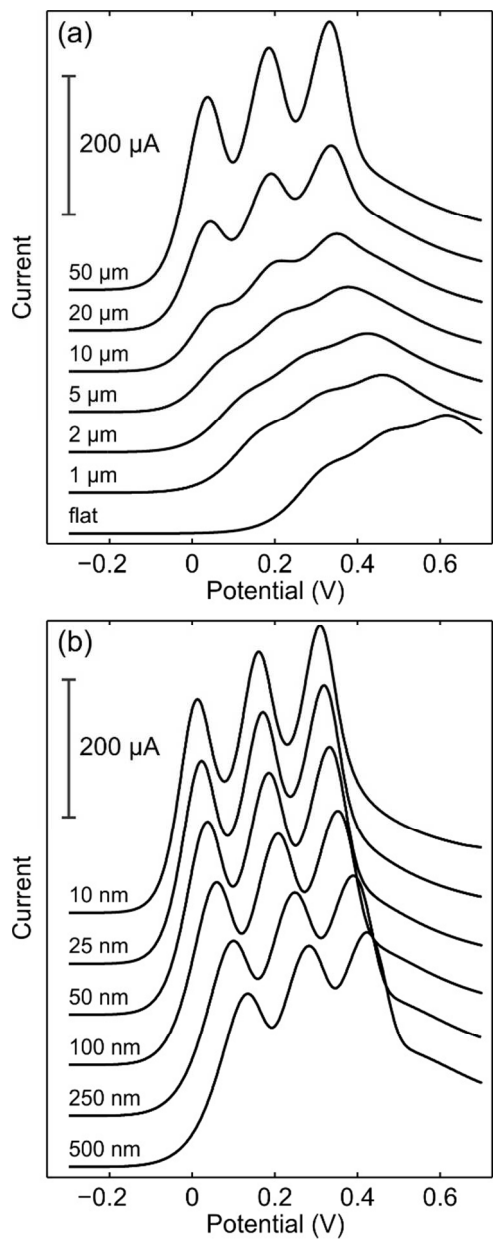 (a)
200 µA
50 µm
20 µm
10 µm
5 µm
2 µm
1 µm
flat
Current
−0.2 0 0.2 0.4 0.6
Potential (V)
(b)
200 µA
10 nm
25 nm
50 nm
100 nm
250 nm
500 nm
Current
−0.2 0 0.2 0.4 0.6
Potential (V)